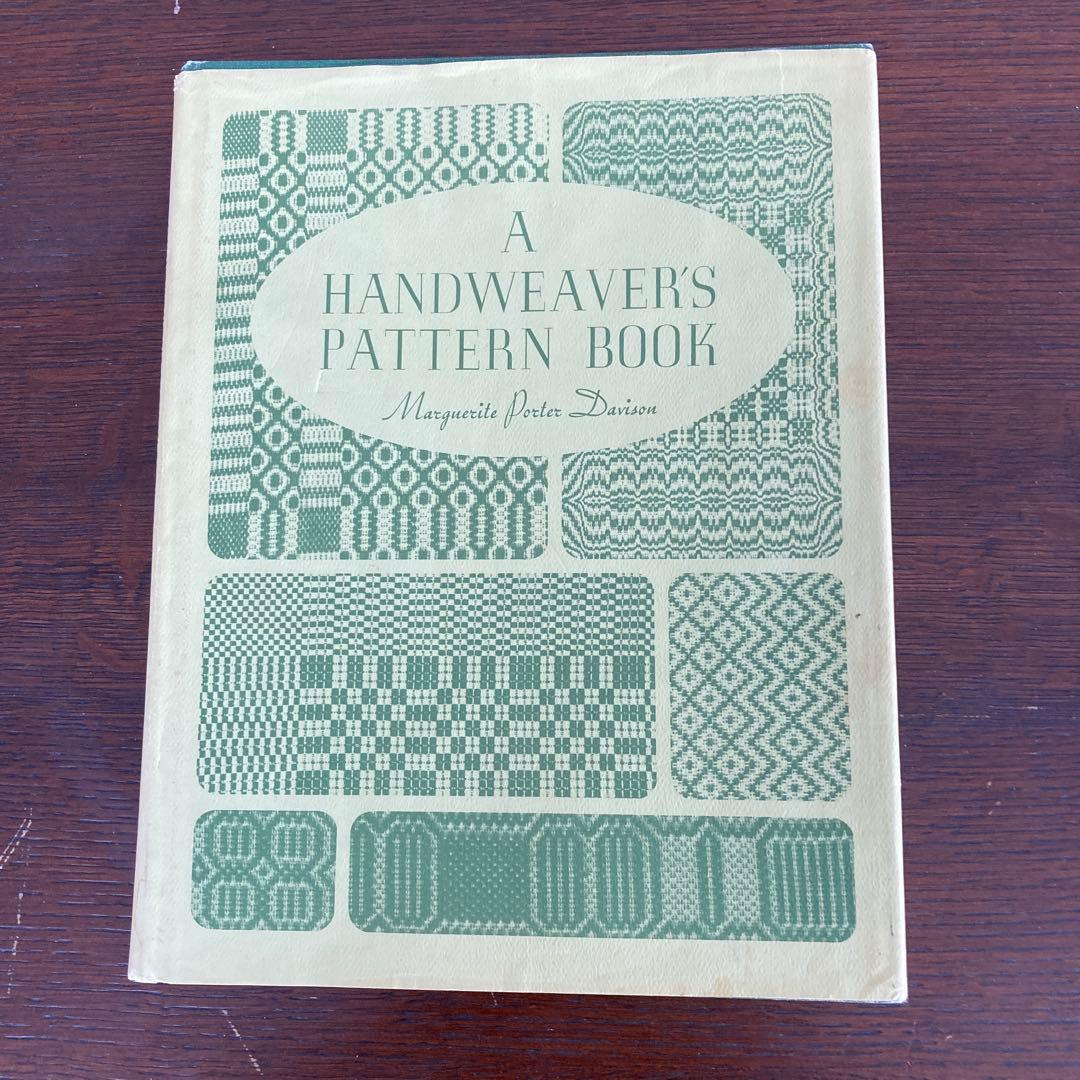 A
HANDWEAVER'S
PATTERN BOOK
Marguerite Porter Davison